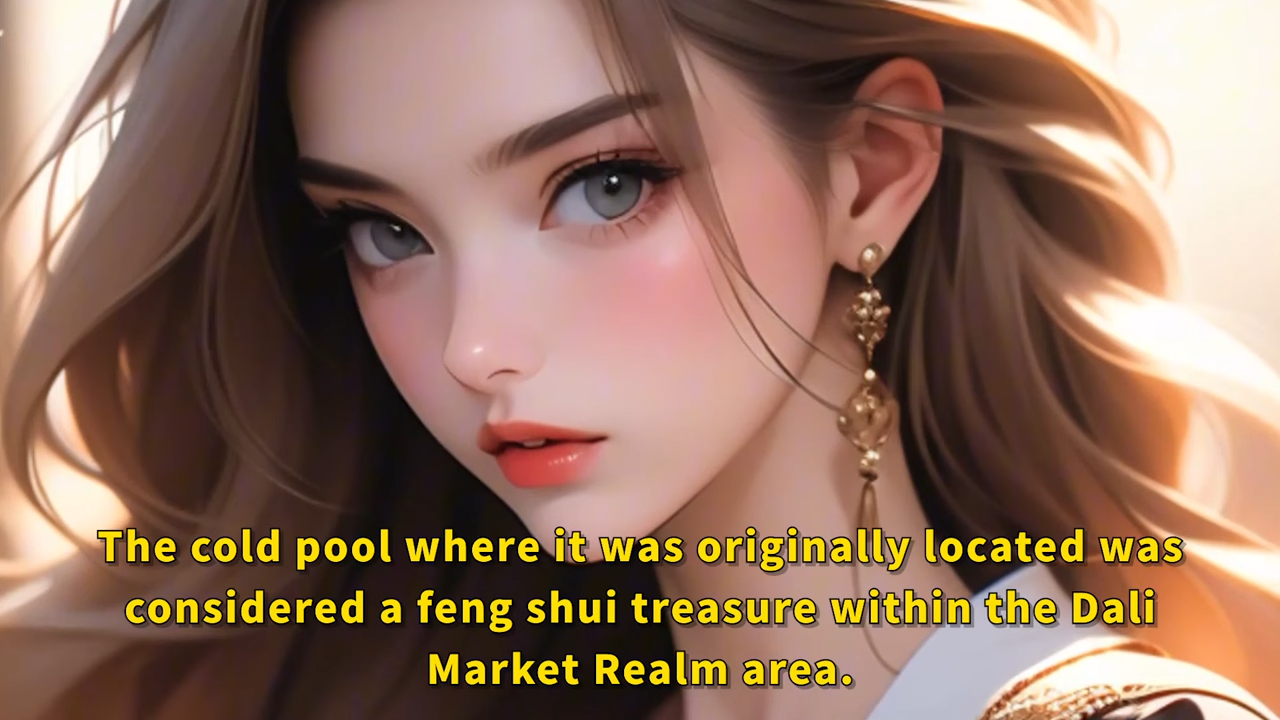 The cold pool where it was originally located was
considered a feng shui treasure within the Dali
Market Realm area.